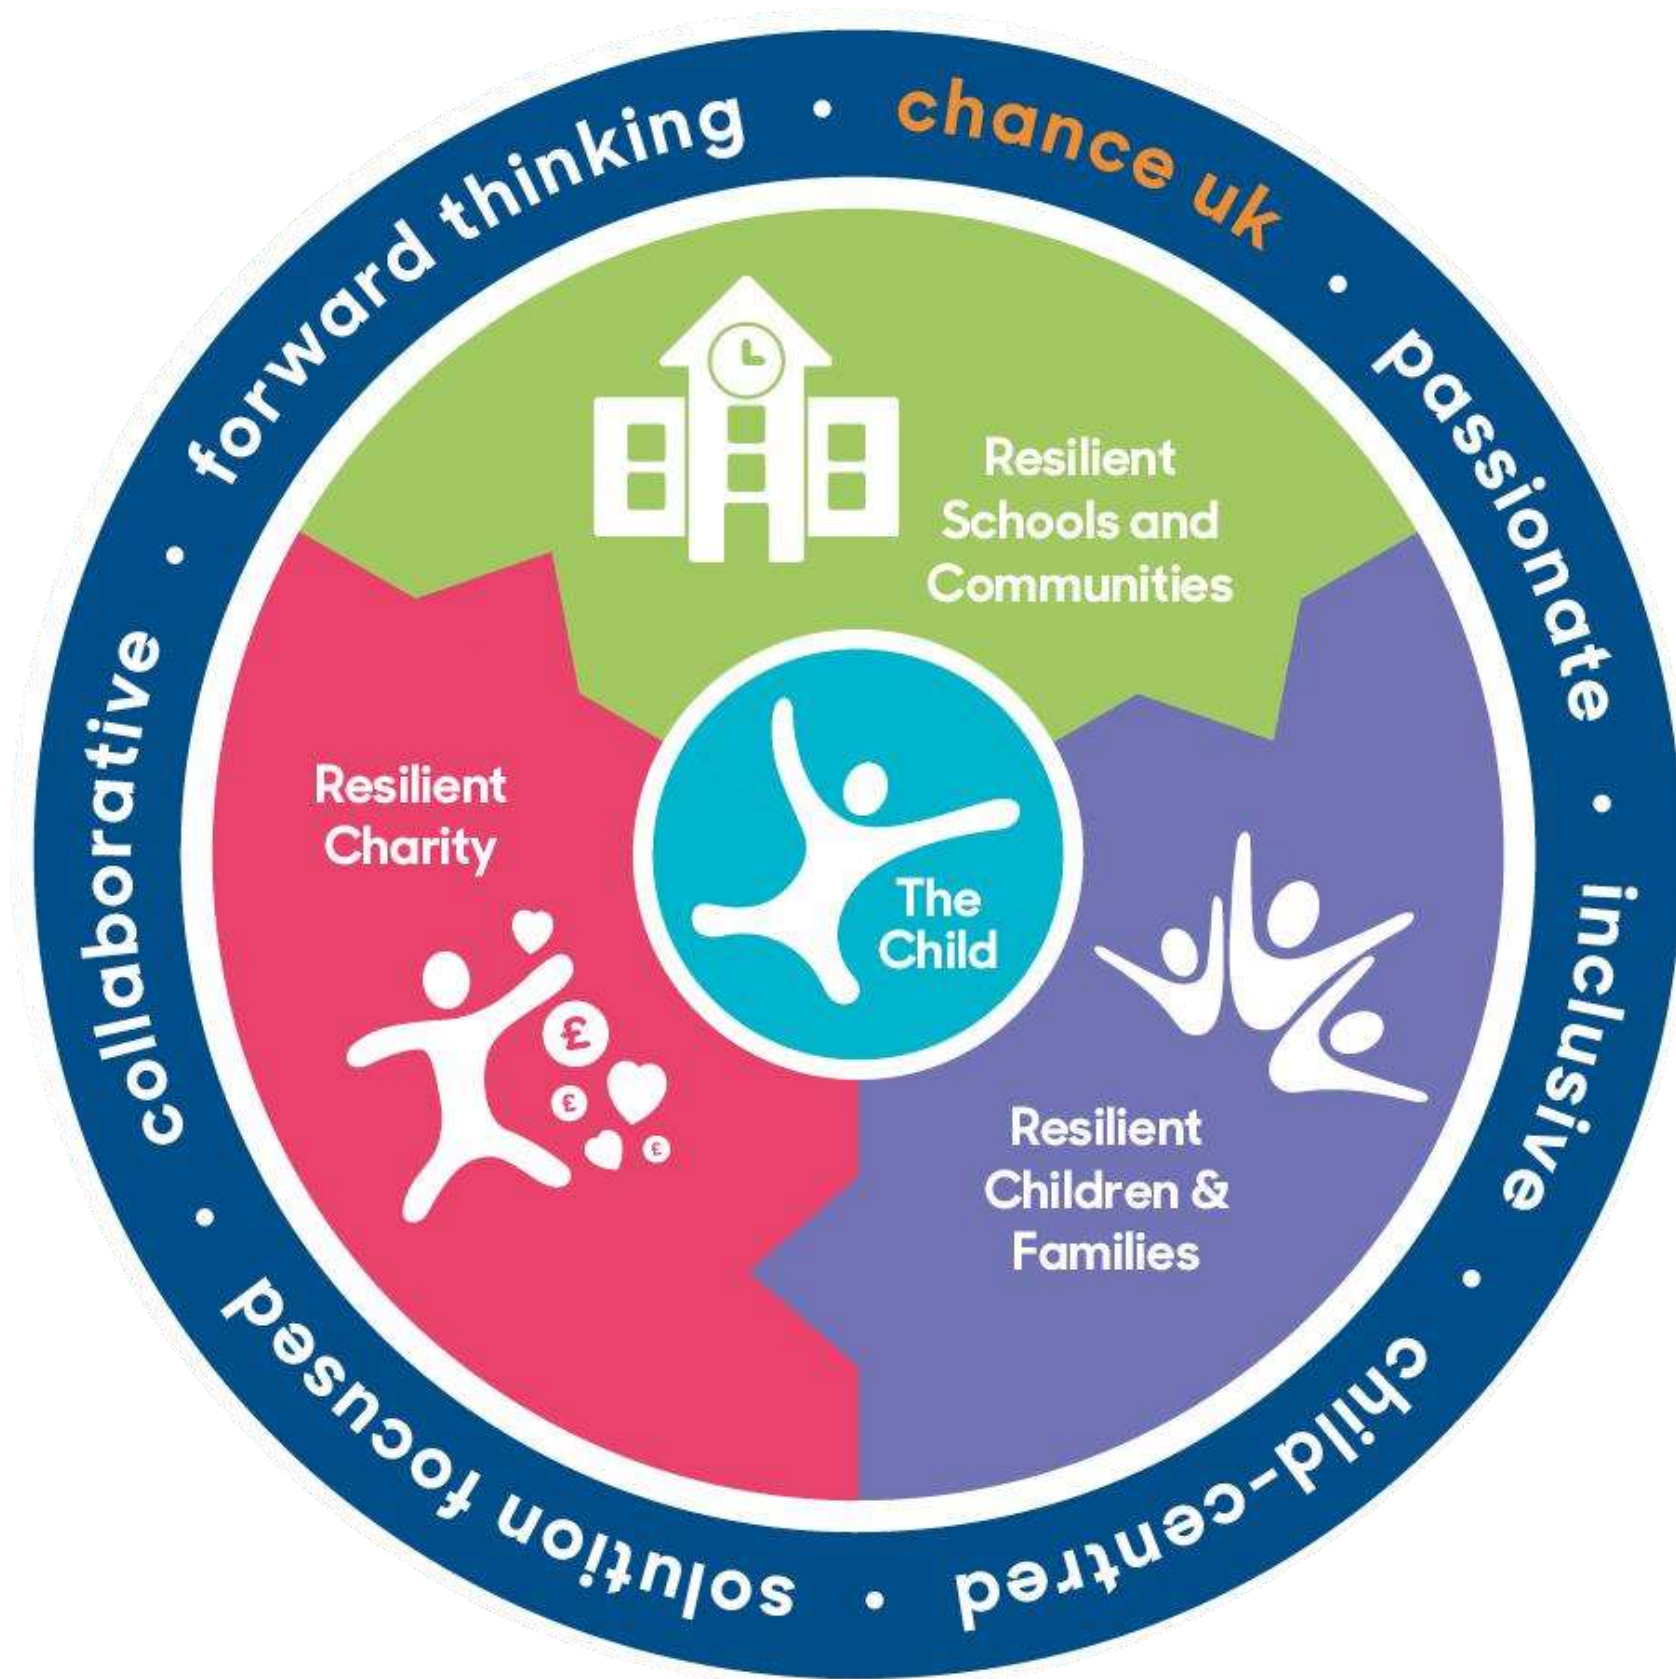 chance uk • passionate • inclusive • child-centred • solution focused • collaborative • forward thinking •
Resilient
Schools and
Communities
Resilient
Charity
£
£
£
The
Child
Resilient
Children &
Families